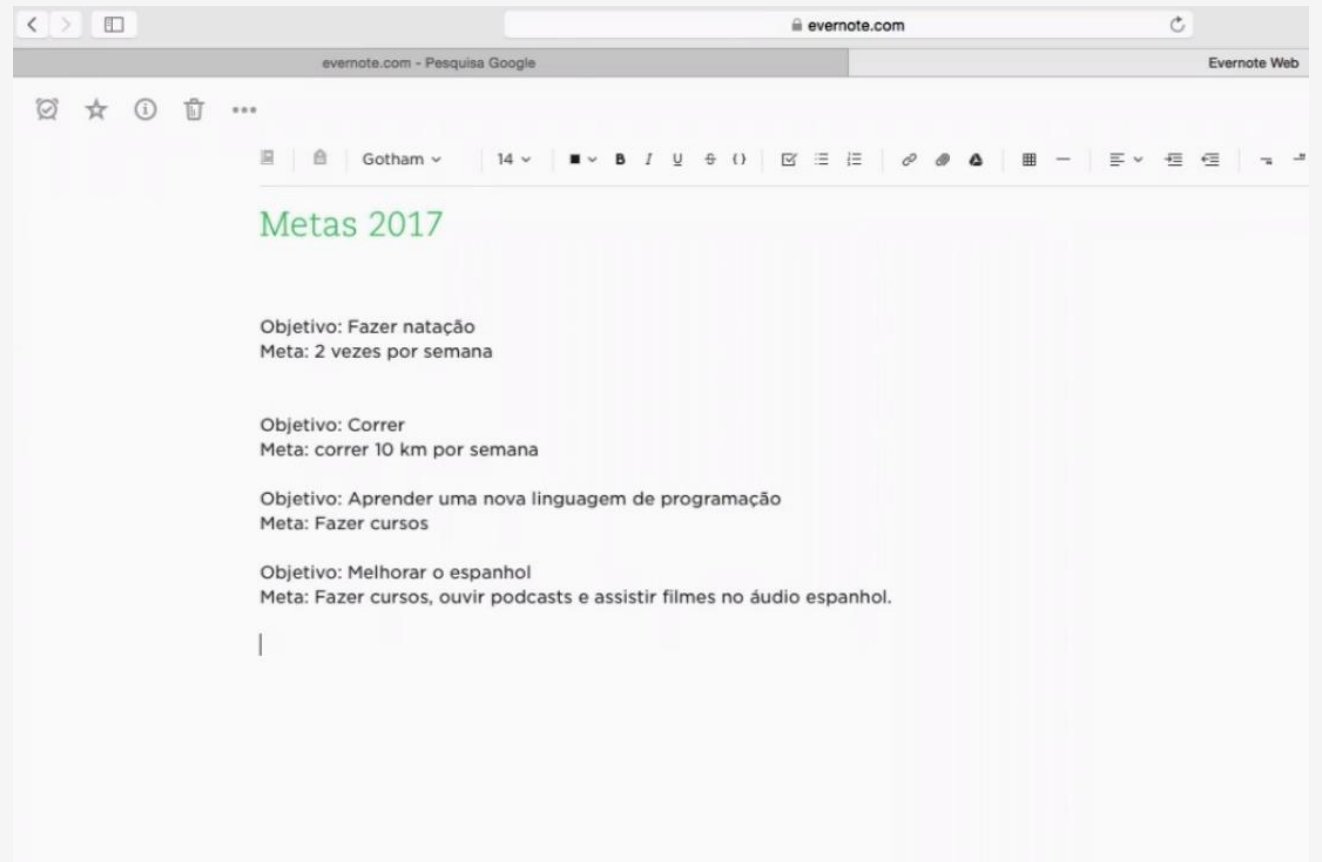 evernote.com
evernote.com - Pesquisa Google
Evernote Web
Gotham
14
B I U S {}
Metas 2017
Objetivo: Fazer natação
Meta: 2 vezes por semana
Objetivo: Correr
Meta: correr 10 km por semana
Objetivo: Aprender uma nova linguagem de programação
Meta: Fazer cursos
Objetivo: Melhorar o espanhol
Meta: Fazer cursos, ouvir podcasts e assistir filmes no áudio espanhol.